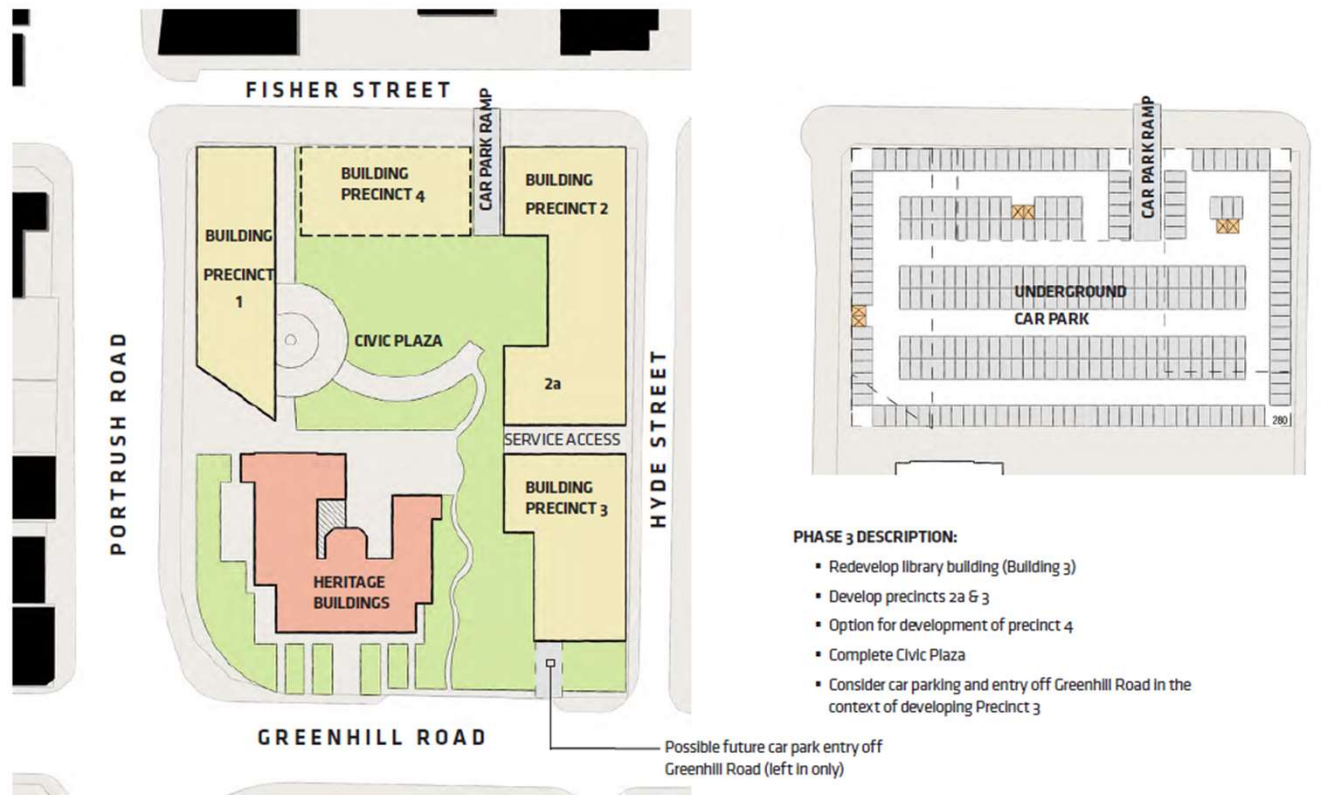 FISHER STREET
CAR PARK RAMP
BUILDING
PRECINCT 4
BUILDING
PRECINCT 2
BUILDING
PRECINCT
1
CIVIC PLAZA
2a
SERVICE ACCESS
PORTRUSH ROAD
HYDE STREET
BUILDING
PRECINCT 3
HERITAGE
BUILDINGS
GREENHILL ROAD
Possible future car park entry off
Greenhill Road (left in only)
CAR PARK RAMP
UNDERGROUND
CAR PARK
280
PHASE 3 DESCRIPTION:
▪ Redevelop library building (Building 3)
▪ Develop precincts 2a & 3
▪ Option for development of precinct 4
▪ Complete Civic Plaza
▪ Consider car parking and entry off Greenhill Road in the
context of developing Precinct 3